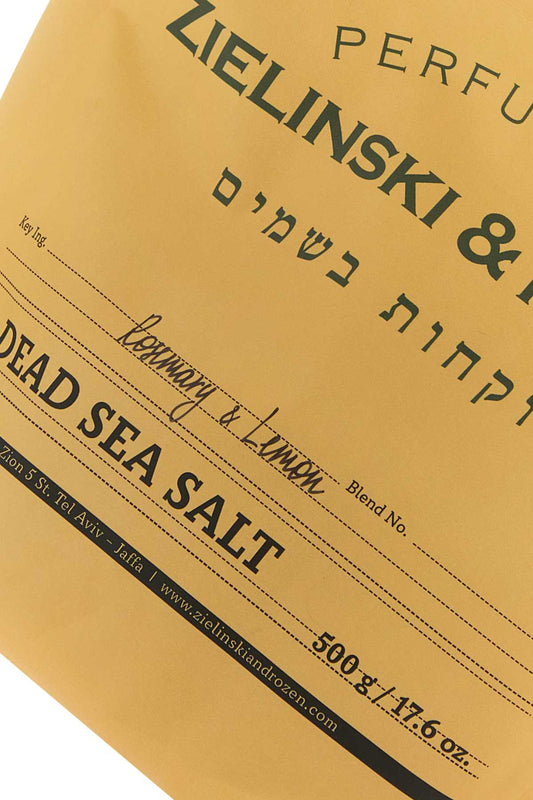 PERFU
ZIELINSKI &
רקחות בשמים
Key Ing.
Rosmary & Lemon
Blend No.
DEAD SEA SALT
500 g / 17.6 oz.
Zion 5 St. Tel Aviv - Jaffa | www.zielinskiandrozen.com